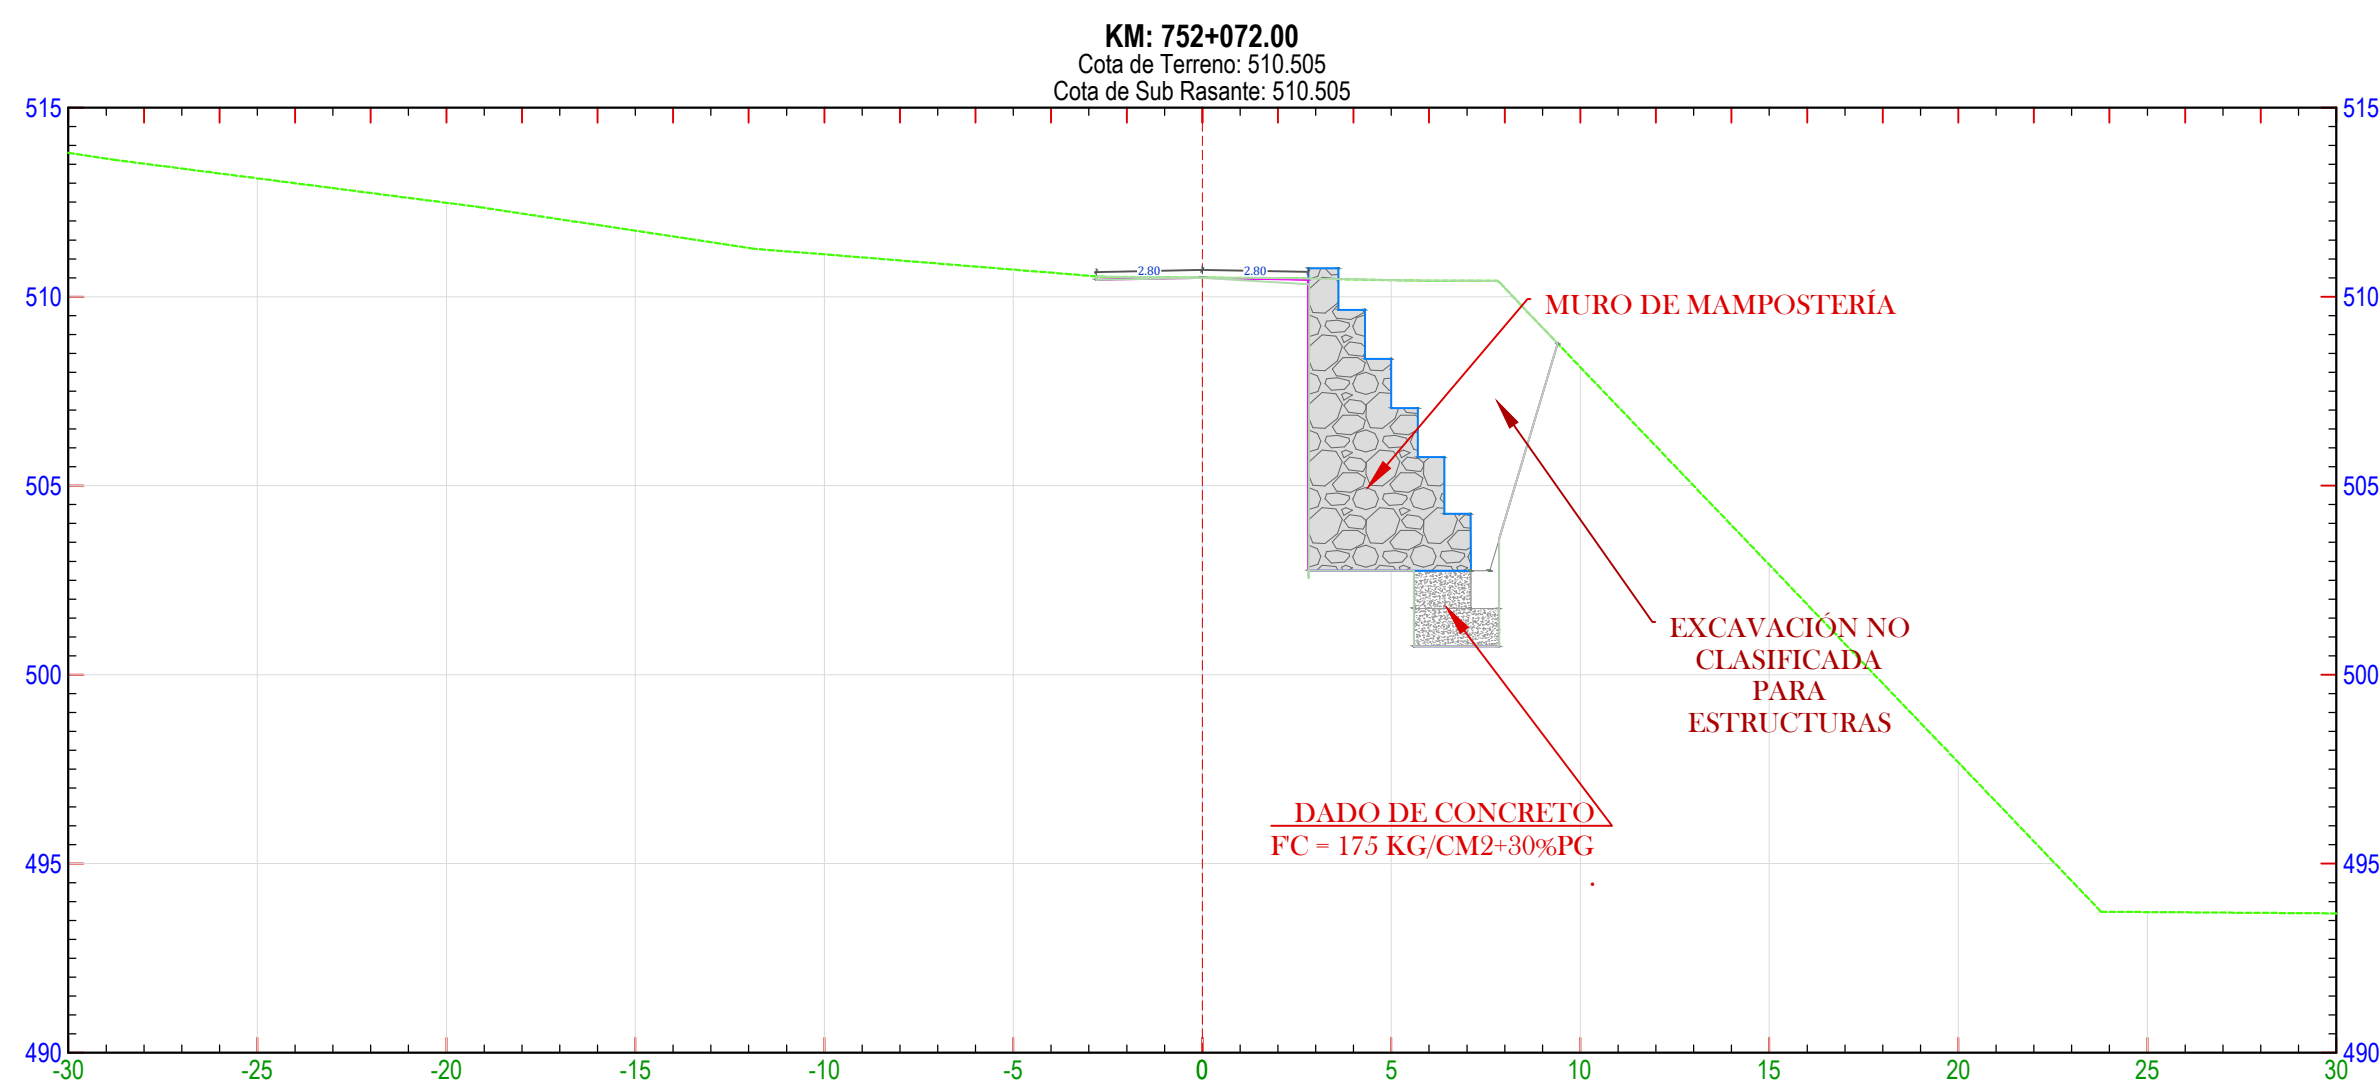 KM: 752+072.00
Cota de Terreno: 510.505
Cota de Sub Rasante: 510.505
515 515
2.80 2.80
510 510
MURO DE MAMPOSTERÍA
505 505
EXCAVACIÓN NO
CLASIFICADA
PARA
ESTRUCTURAS
500 500
DADO DE CONCRETO
F'C = 175 KG/CM2+30%PG
495 495
490 490
-30 -25 -20 -15 -10 -5 0 5 10 15 20 25 30